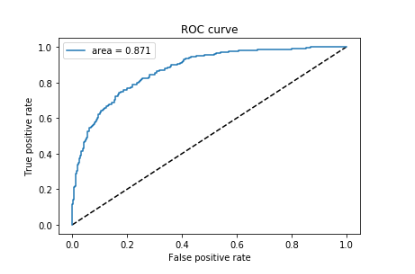 ROC curve
area = 0.871
True positive rate
1.0
0.8
0.6
0.4
0.2
0.0
0.0 0.2 0.4 0.6 0.8 1.0
False positive rate